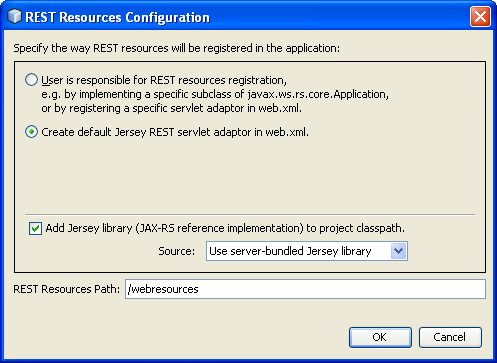 REST Resources Configuration
Specify the way REST resources will be registered in the application:
User is responsible for REST resources registration,
e.g. by implementing a specific subclass of javax.ws.rs.core.Application,
or by registering a specific servlet adaptor in web.xml.
Create default Jersey REST servlet adaptor in web.xml.
Add Jersey library (JAX-RS reference implementation) to project classpath.
Source: Use server-bundled Jersey library
REST Resources Path: /webresources
OK Cancel